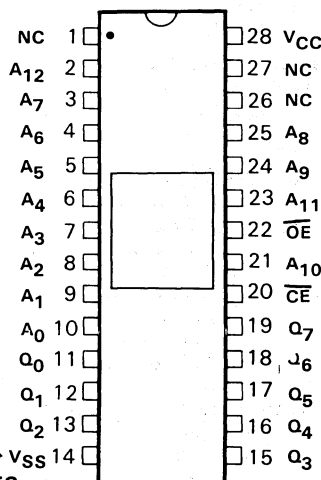 NC 1 28 VCC
A12 2 27 NC
A7 3 26 NC
A6 4 25 A8
A5 5 24 A9
A4 6 23 A11
A3 7 22 OE
A2 8 21 A10
A1 9 20 CE
A0 10 19 Q7
Q0 11 18 Q6
Q1 12 17 Q5
Q2 13 16 Q4
VSS 14 15 Q3